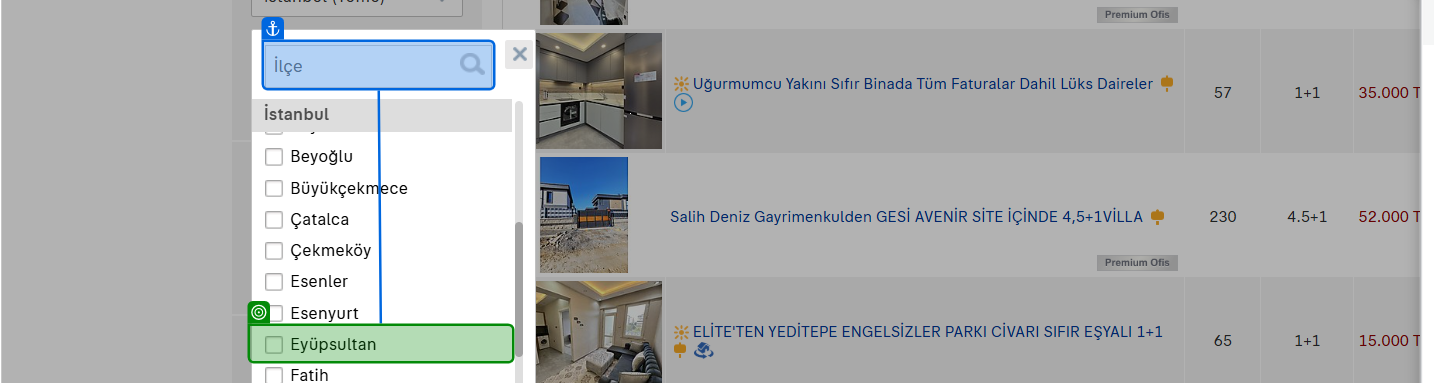 İstanbul (Tümü)
İlçe
İstanbul
Beyoğlu
Büyükçekmece
Çatalca
Çekmeköy
Esenler
Esenyurt
Eyüpsultan
Fatih
Premium Ofis
Uğurmumcu Yakını Sıfır Binada Tüm Faturalar Dahil Lüks Daireler
57
1+1
35.000 T
Salih Deniz Gayrimenkulden GESİ AVENİR SİTE İÇİNDE 4,5+1VİLLA
230
4.5+1
52.000 T
Premium Ofis
ELİTE'TEN YEDİTEPE ENGELSİZLER PARKI CİVARI SIFIR EŞYALI 1+1
65
1+1
15.000 T